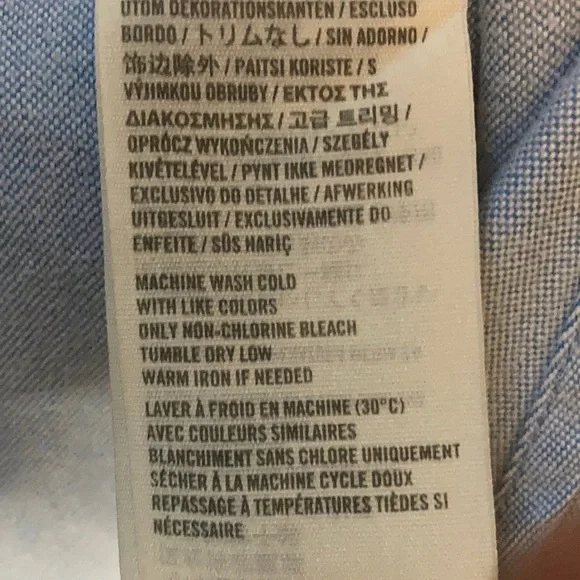 UTOM DEKORATIONSKANTEN / ESCLUSO
BORDO / トリムなし / SIN ADORNO /
饰边除外 / PAITSI KORISTE / S
VÝJIMKOU OBRUBY / ΕΚΤΟΣ ΤΗΣ
ΔΙΑΚΟΣΜΗΣΗΣ / 고급 트리밍 /
OPRÓCZ WYKOŃCZENIA / SZEGÉLY
KIVÉTELÉVEL / PYNT IKKE MEDREGNET /
EXCLUSIVO DO DETALHE / AFWERKING
UITGESLUIT / EXCLUSIVAMENTE DO
ENFEITE / SÜS HARİÇ
MACHINE WASH COLD
WITH LIKE COLORS
ONLY NON-CHLORINE BLEACH
TUMBLE DRY LOW
WARM IRON IF NEEDED
LAVER À FROID EN MACHINE (30°C)
AVEC COULEURS SIMILAIRES
BLANCHIMENT SANS CHLORE UNIQUEMENT
SÉCHER À LA MACHINE CYCLE DOUX
REPASSAGE À TEMPÉRATURES TIÈDES SI
NÉCESSAIRE